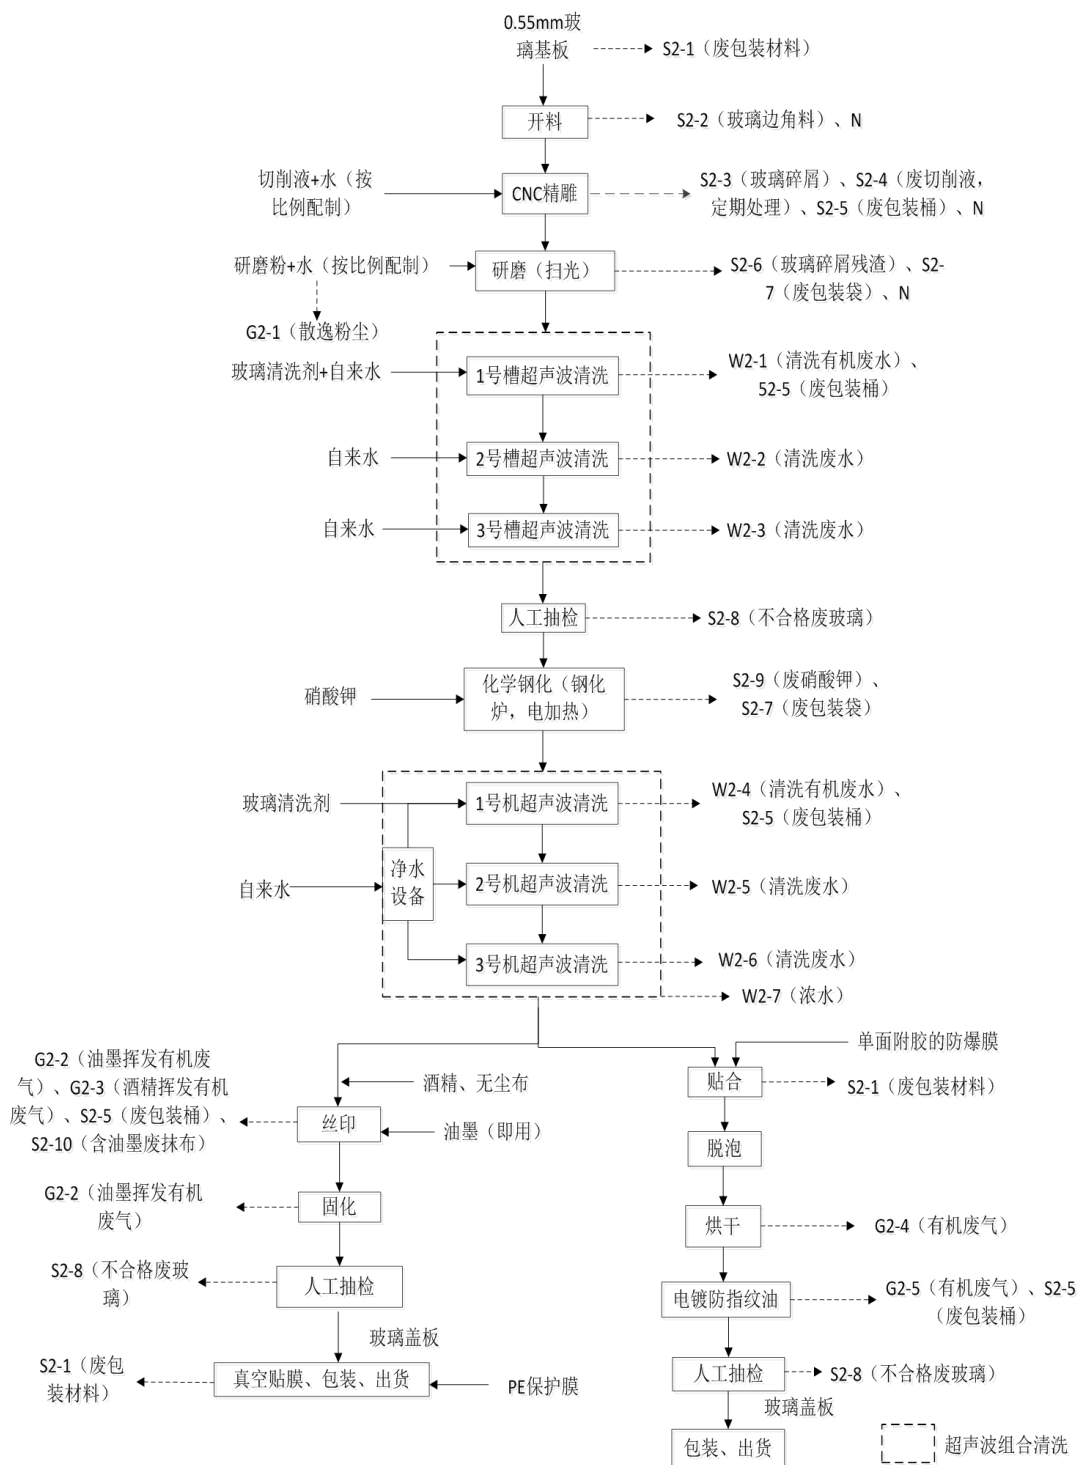 0.55mm玻
璃基板
S2-1（废包装材料）
开料
S2-2（玻璃边角料）、N
切削液+水（按
比例配制）
CNC精雕
S2-3（玻璃碎屑）、S2-4（废切削液，
定期处理）、S2-5（废包装桶）、N
研磨粉+水（按比例配制）
研磨（扫光）
S2-6（玻璃碎屑残渣）、S2-
7（废包装袋）、N
G2-1（散逸粉尘）
玻璃清洗剂+自来水
1号槽超声波清洗
W2-1（清洗有机废水）、
52-5（废包装桶）
自来水
2号槽超声波清洗
W2-2（清洗废水）
自来水
3号槽超声波清洗
W2-3（清洗废水）
人工抽检
S2-8（不合格废玻璃）
硝酸钾
化学钢化（钢化
炉，电加热）
S2-9（废硝酸钾）、
S2-7（废包装袋）
玻璃清洗剂
1号机超声波清洗
W2-4（清洗有机废水）、
S2-5（废包装桶）
自来水
净水
设备
2号机超声波清洗
W2-5（清洗废水）
3号机超声波清洗
W2-6（清洗废水）
W2-7（浓水）
G2-2（油墨挥发有机废
气）、G2-3（酒精挥发有机
废气）、S2-5（废包装桶）、
S2-10（含油墨废抹布）
酒精、无尘布
丝印
油墨（即用）
G2-2（油墨挥发有机
废气）
固化
S2-8（不合格废玻
璃）
人工抽检
玻璃盖板
S2-1（废包
装材料）
真空贴膜、包装、出货
PE保护膜
单面附胶的防爆膜
贴合
S2-1（废包装材料）
脱泡
烘干
G2-4（有机废气）
电镀防指纹油
G2-5（有机废气）、S2-5
（废包装桶）
人工抽检
S2-8（不合格废玻璃）
玻璃盖板
包装、出货
超声波组合清洗